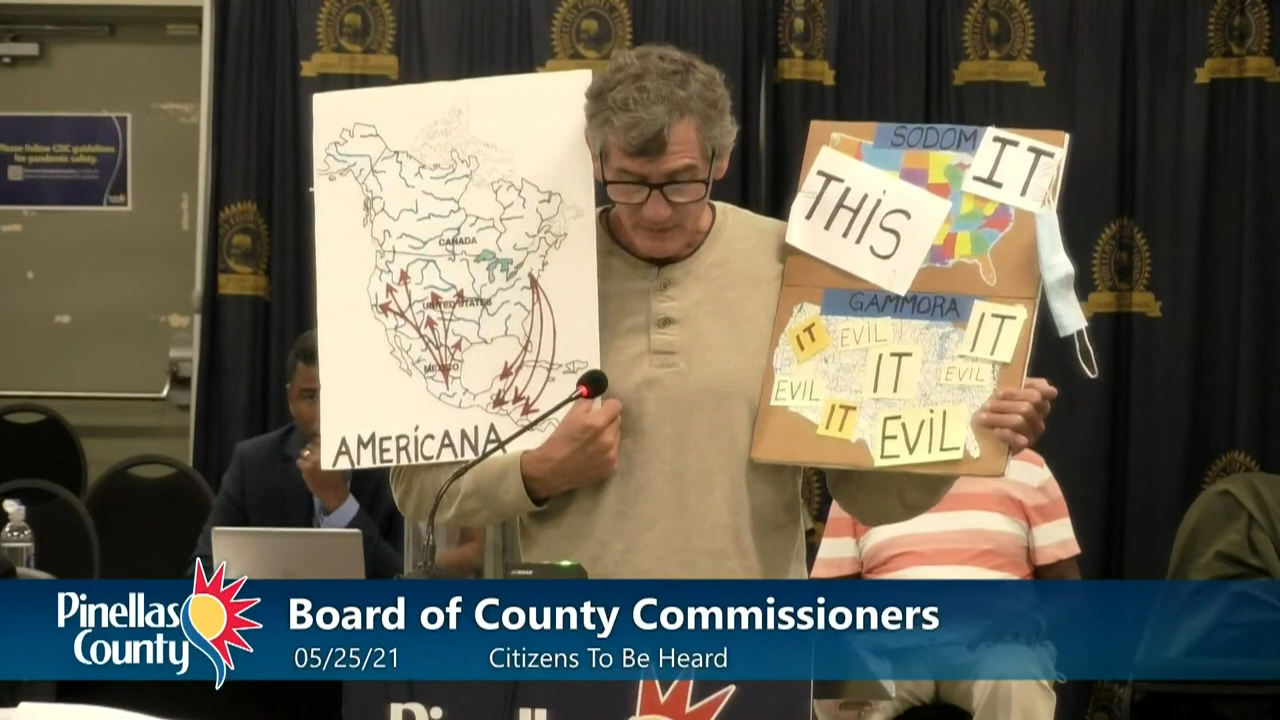 Please follow CDC guidelines
for pandemic safety.
CANADA
UNITED STATES
MEXICO
AMERICANA
SODOM
IT
THIS
GAMMORA
IT
EVIL
IT
IT
EVIL
EVIL
IT
EVIL
Pinellas
County
Board of County Commissioners
05/25/21
Citizens To Be Heard